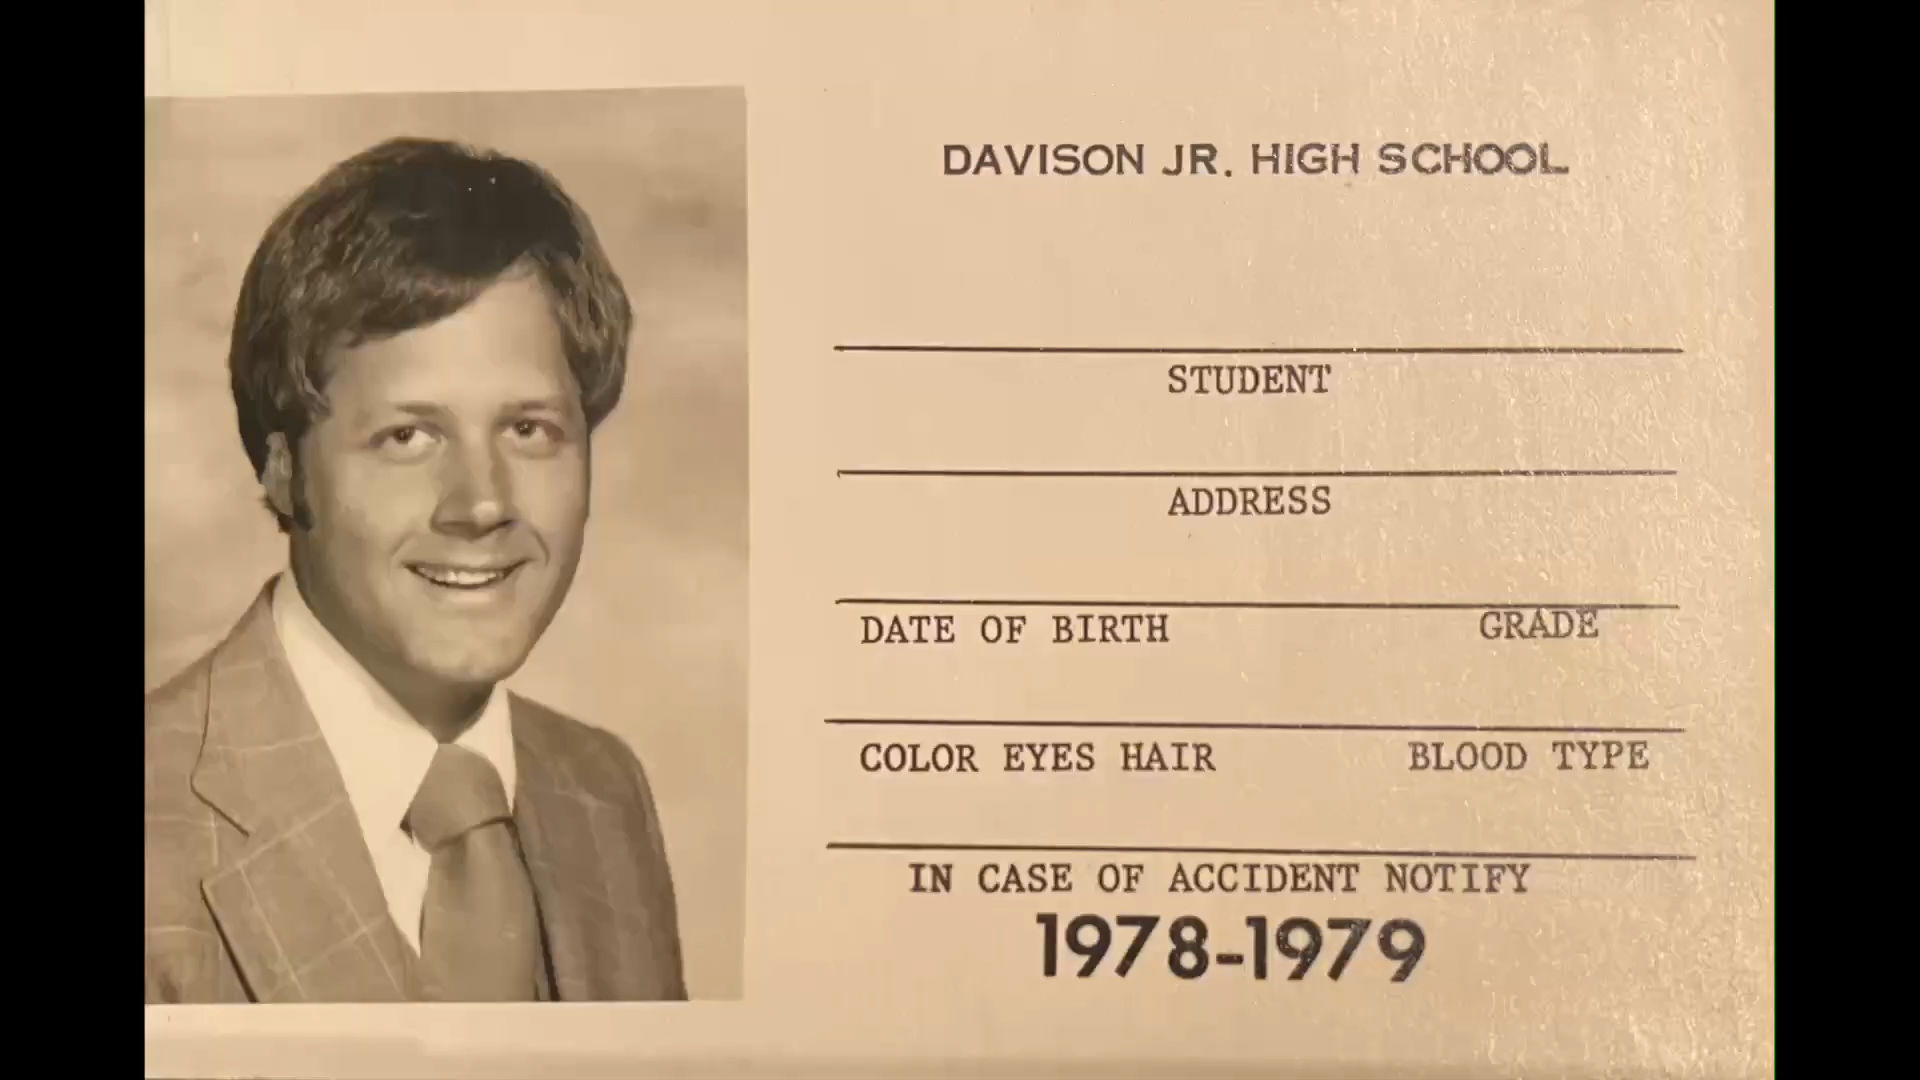 DAVISON JR. HIGH SCHOOL
STUDENT
ADDRESS
DATE OF BIRTH GRADE
COLOR EYES HAIR BLOOD TYPE
IN CASE OF ACCIDENT NOTIFY
1978-1979